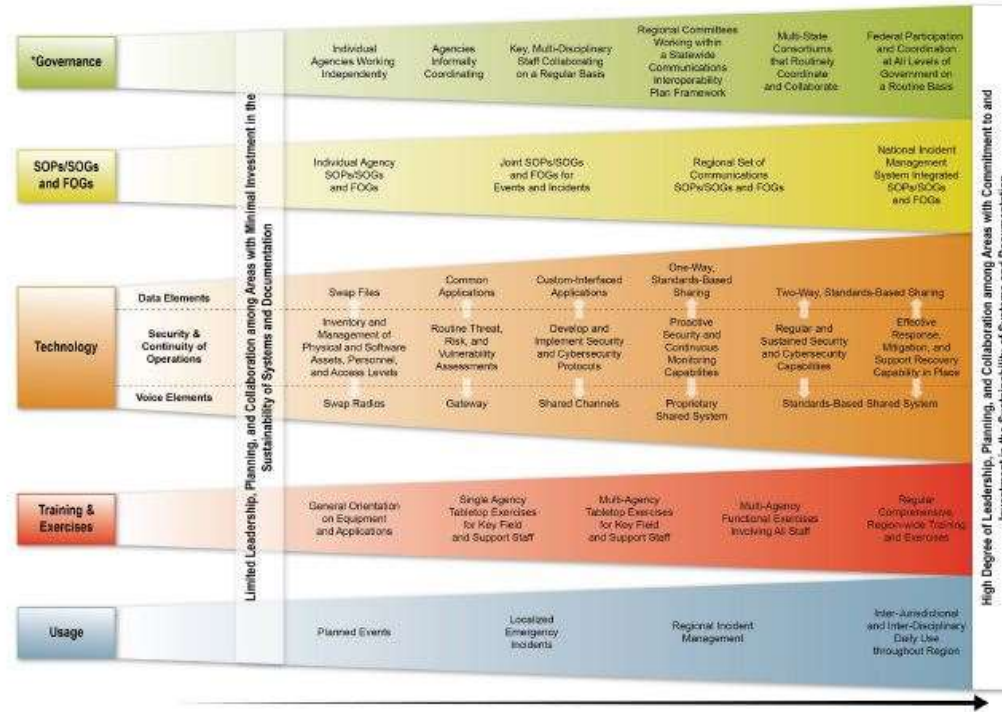 *Governance
Individual
Agencies Working
Independently
Agencies
Informally
Coordinating
Key, Multi-Disciplinary
Staff Collaborating
on a Regular Basis
Regional Committees
Working within
a Statewide
Communications
Interoperability
Plan Framework
Multi-State
Consortiums
that Routinely
Coordinate
and Collaborate
Federal Participation
and Coordination
at All Levels of
Government on
a Routine Basis
SOPs/SOGs
and FOGs
Individual Agency
SOPs/SOGs
and FOGs
Joint SOPs/SOGs
and FOGs for
Events and Incidents
Regional Set of
Communications
SOPs/SOGs and FOGs
National Incident
Management
System Integrated
SOPs/SOGs
and FOGs
Technology
Data Elements
Swap Files
Common
Applications
Custom-Interfaced
Applications
One-Way,
Standards-Based
Sharing
Two-Way, Standards-Based Sharing
Security &
Continuity of
Operations
Inventory and
Management of
Physical and Software
Assets, Personnel,
and Access Levels
Routine Threat,
Risk, and
Vulnerability
Assessments
Develop and
Implement Security
and Cybersecurity
Protocols
Proactive
Security and
Continuous
Monitoring
Capabilities
Regular and
Sustained Security
and Cybersecurity
Capabilities
Effective
Response,
Mitigation, and
Support Recovery
Capability in Place
Voice Elements
Swap Radios
Gateway
Shared Channels
Proprietary
Shared System
Standards-Based Shared System
Training &
Exercises
General Orientation
on Equipment
and Applications
Single Agency
Tabletop Exercises
for Key Field
and Support Staff
Multi-Agency
Tabletop Exercises
for Key Field
and Support Staff
Multi-Agency
Functional Exercises
Involving All Staff
Regular
Comprehensive,
Region-wide Training
and Exercises
Usage
Planned Events
Localized
Emergency
Incidents
Regional Incident
Management
Inter-Jurisdictional
and Inter-Disciplinary
Daily Use
throughout Region
Limited Leadership, Planning, and Collaboration among Areas with Minimal Investment in the
Sustainability of Systems and Documentation
High Degree of Leadership, Planning, and Collaboration among Areas with Commitment to and